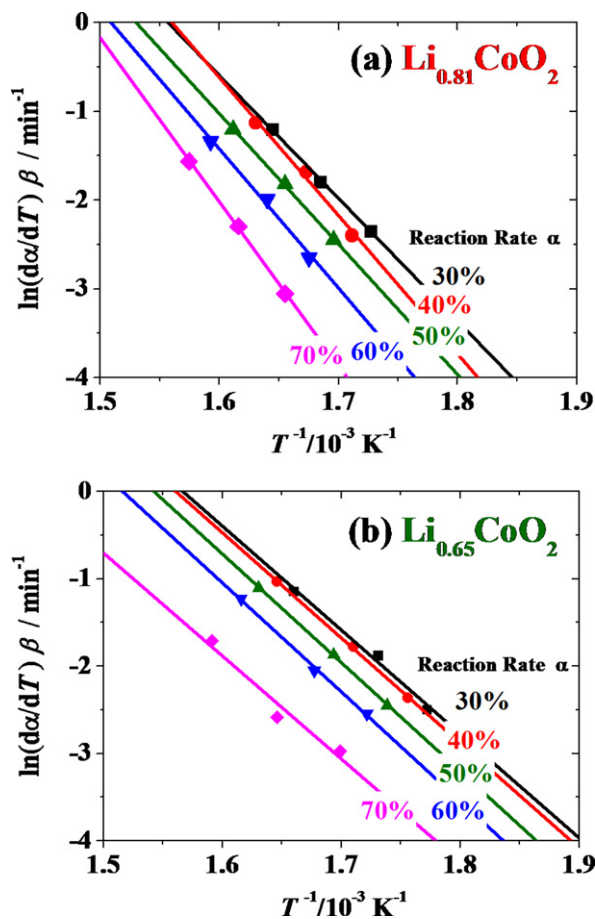 (a) Li0.81CoO2
0
-1
-2
-3
-4
ln(dα/dT) β / min-1
Reaction Rate α
30%
40%
50%
60%
70%
1.5 1.6 1.7 1.8 1.9
T-1/10-3 K-1
(b) Li0.65CoO2
0
-1
-2
-3
-4
ln(dα/dT) β / min-1
Reaction Rate α
30%
40%
50%
60%
70%
1.5 1.6 1.7 1.8 1.9
T-1/10-3 K-1